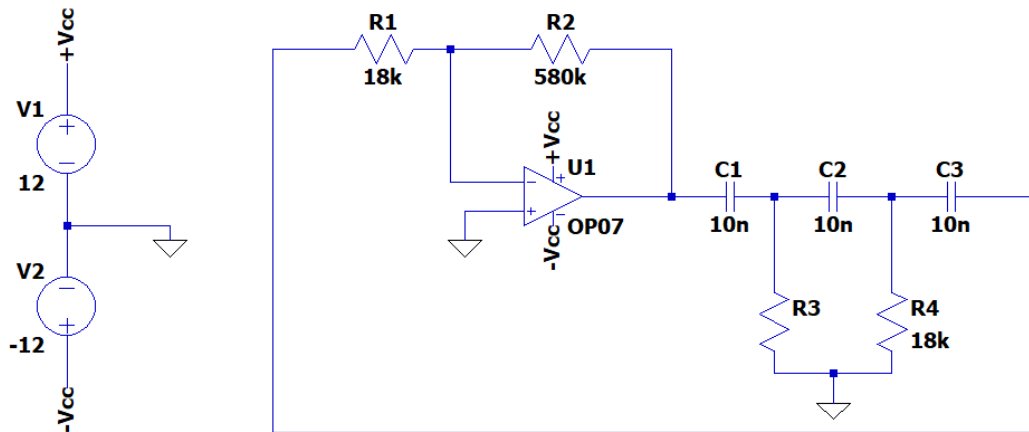 +Vcc
V1
12
V2
-12
-Vcc
R1
18k
R2
580k
+Vcc
U1
OP07
-Vcc
C1
10n
C2
10n
C3
10n
R3
R4
18k